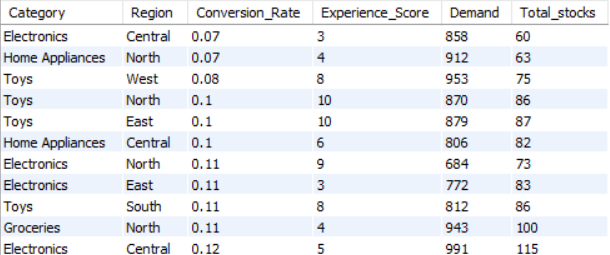 Category Region Conversion_Rate Experience_Score Demand Total_stocks
Electronics Central 0.07 3 858 60
Home Appliances North 0.07 4 912 63
Toys West 0.08 8 953 75
Toys North 0.1 10 870 86
Toys East 0.1 10 879 87
Home Appliances Central 0.1 6 806 82
Electronics North 0.11 9 684 73
Electronics East 0.11 3 772 83
Toys South 0.11 8 812 86
Groceries North 0.11 4 943 100
Electronics Central 0.12 5 991 115